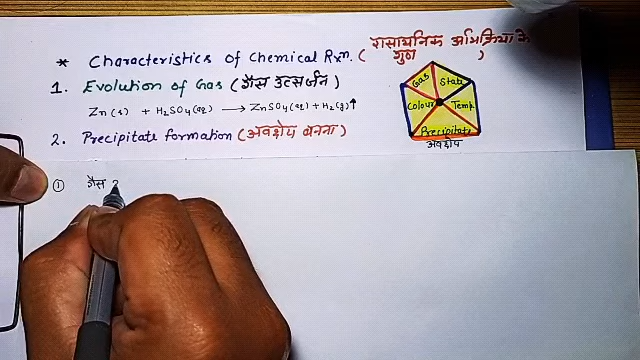 * Characteristics of Chemical Rxn. (रासायनिक अभिक्रिया के
गुण )
1. Evolution of Gas (गैस उत्सर्जन)
Zn(s) + H₂SO₄(aq) → ZnSO₄(aq) + H₂(g)↑
2. Precipitate formation (अवक्षेप बनना)
Gas State
Colour Temp.
Precipitate
अवक्षेप
① गैस